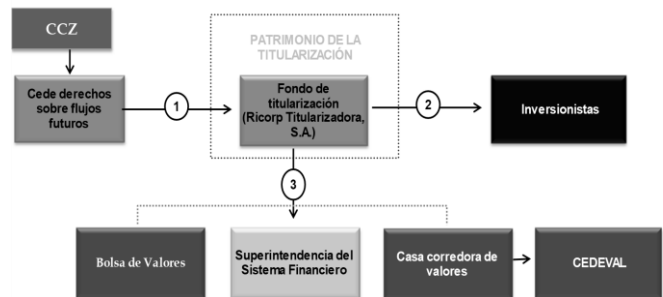 CCZ
PATRIMONIO DE LA
TITULARIZACIÓN
Cede derechos
sobre flujos
futuros
1
Fondo de
titularización
(Ricorp Titularizadora,
S.A.)
2
Inversionistas
3
Bolsa de Valores
Superintendencia del
Sistema Financiero
Casa corredora de
valores
CEDEVAL